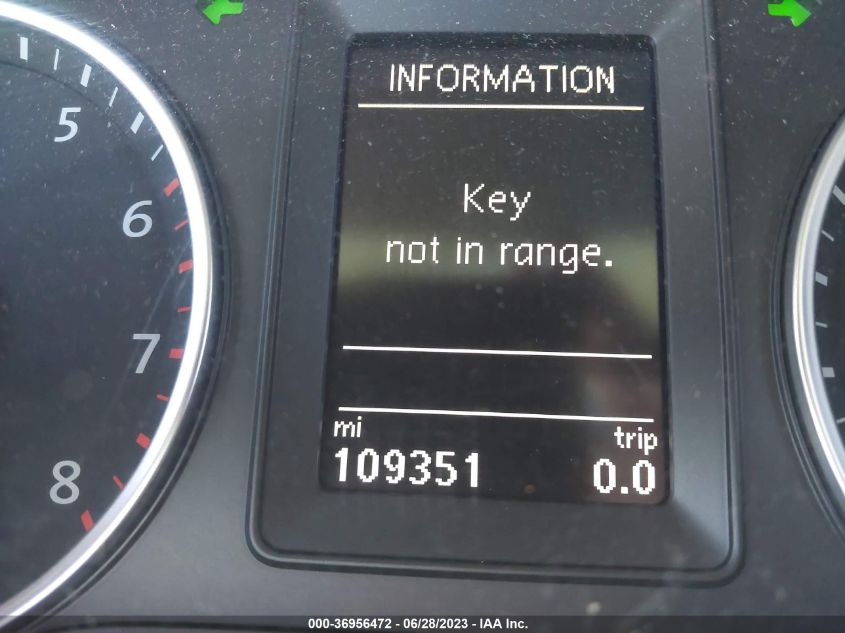 INFORMATION
5
Key
6
not in range.
7
mi trip
109351 0.0
8
000-36956472 - 06/28/2023 - IAA Inc.